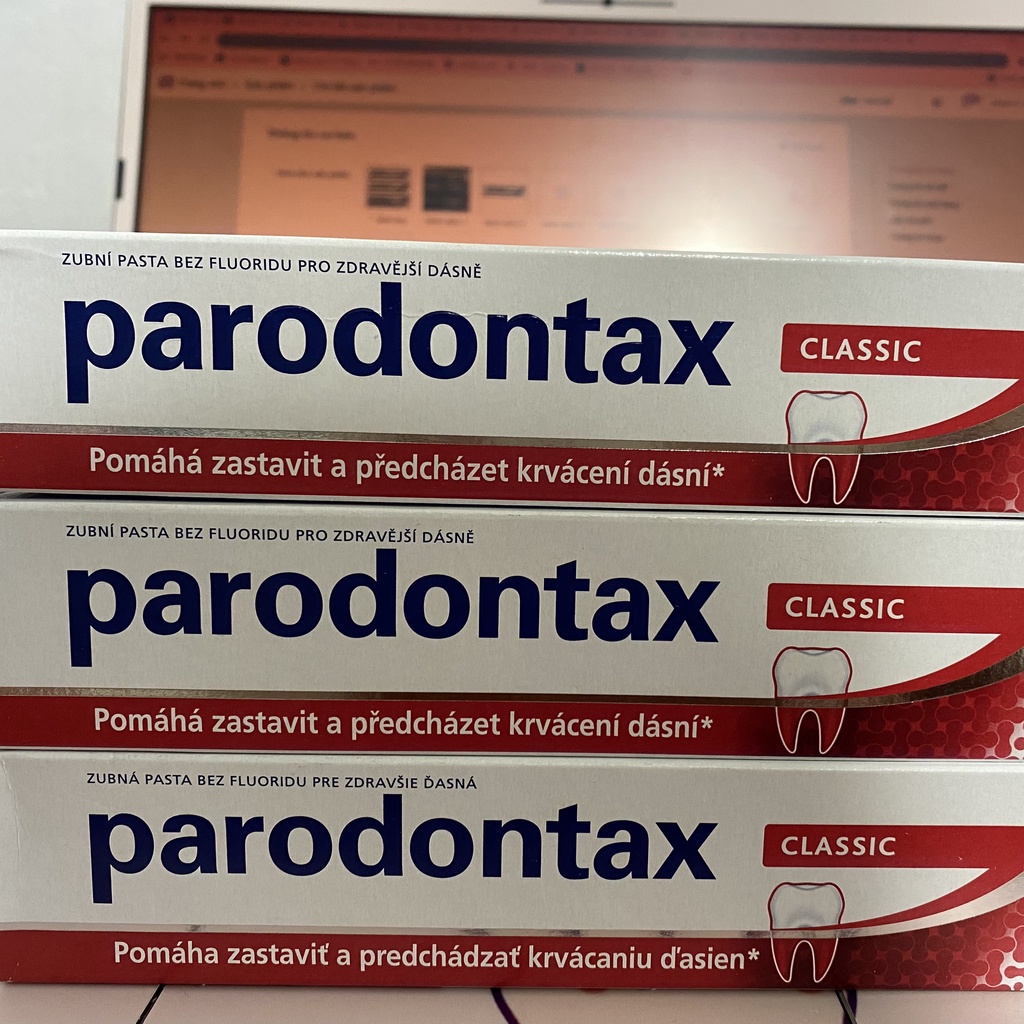 ZUBNÍ PASTA BEZ FLUORIDU PRO ZDRAVĚJŠÍ DÁSNĚ
parodontax
CLASSIC
Pomáhá zastavit a předcházet krvácení dásní*
ZUBNÍ PASTA BEZ FLUORIDU PRO ZDRAVĚJŠÍ DÁSNĚ
parodontax
CLASSIC
Pomáhá zastavit a předcházet krvácení dásní*
ZUBNÁ PASTA BEZ FLUORIDU PRE ZDRAVŠIE ĎASNÁ
parodontax
CLASSIC
Pomáha zastaviť a predchádzať krvácaniu ďasien*